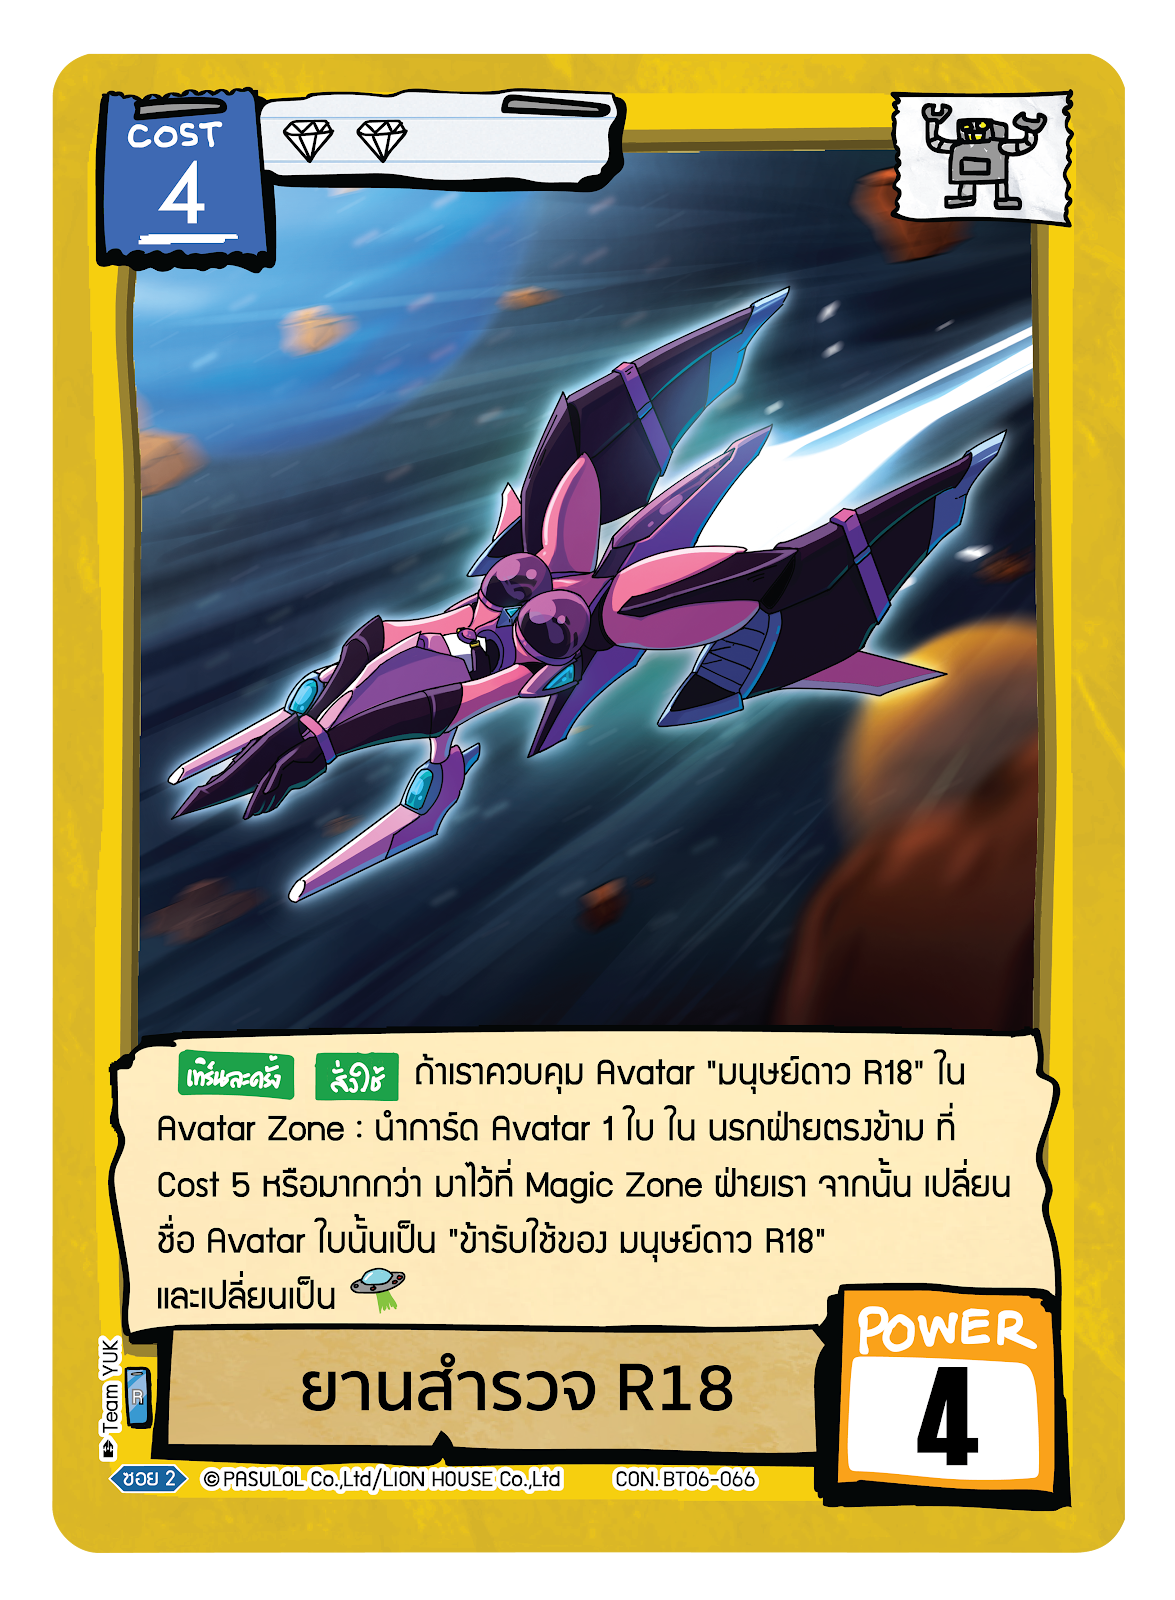 COST
4
เทิร์นละครั้ง สั่งใช้ ถ้าเราควบคุม Avatar "มนุษย์ดาว R18" ใน
Avatar Zone : นำการ์ด Avatar 1 ใบ ใน นรกฝ่ายตรงข้าม ที่
Cost 5 หรือมากกว่า มาไว้ที่ Magic Zone ฝ่ายเรา จากนั้น เปลี่ยน
ชื่อ Avatar ใบนั้นเป็น "ข้ารับใช้ของ มนุษย์ดาว R18"
และเปลี่ยนเป็น
POWER
4
ยานสำรวจ R18
Team YUK
R
ซอย 2 © PASULOL Co.,Ltd/LION HOUSE Co.,Ltd CON. BT06-066